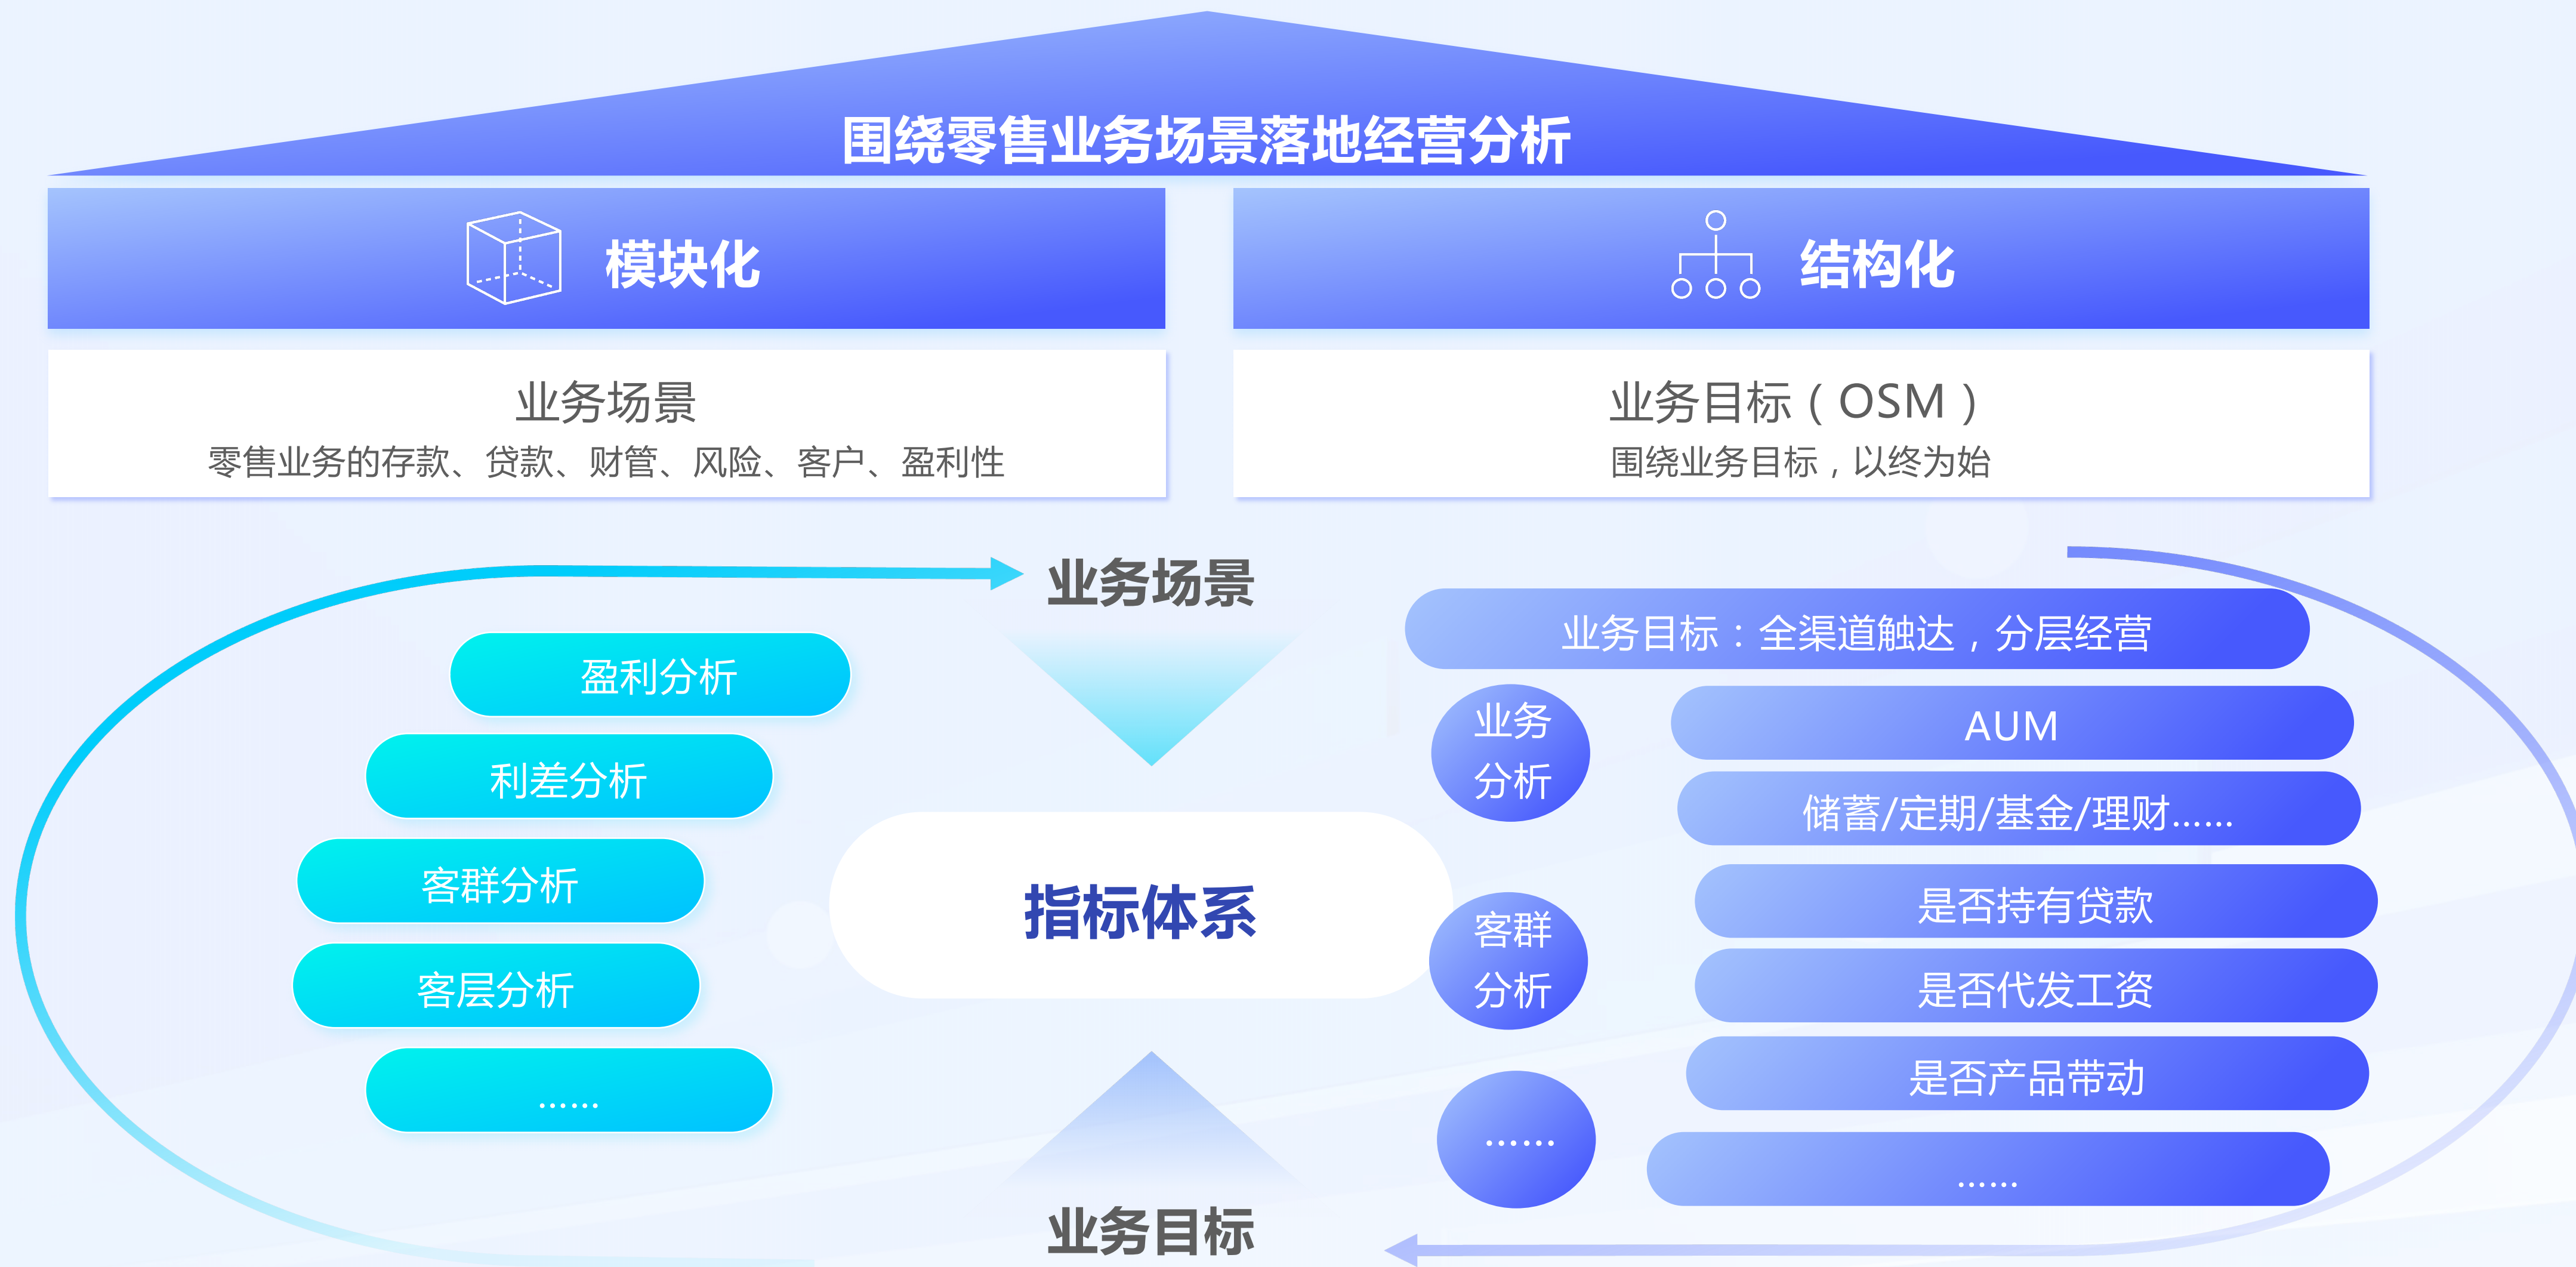 围绕零售业务场景落地经营分析
模块化
结构化
业务场景
零售业务的存款、贷款、财管、风险、客户、盈利性
业务目标（OSM）
围绕业务目标，以终为始
业务场景
盈利分析
利差分析
客群分析
客层分析
……
指标体系
业务目标
业务目标：全渠道触达，分层经营
业务
分析
AUM
储蓄/定期/基金/理财……
客群
分析
是否持有贷款
是否代发工资
是否产品带动
……
……